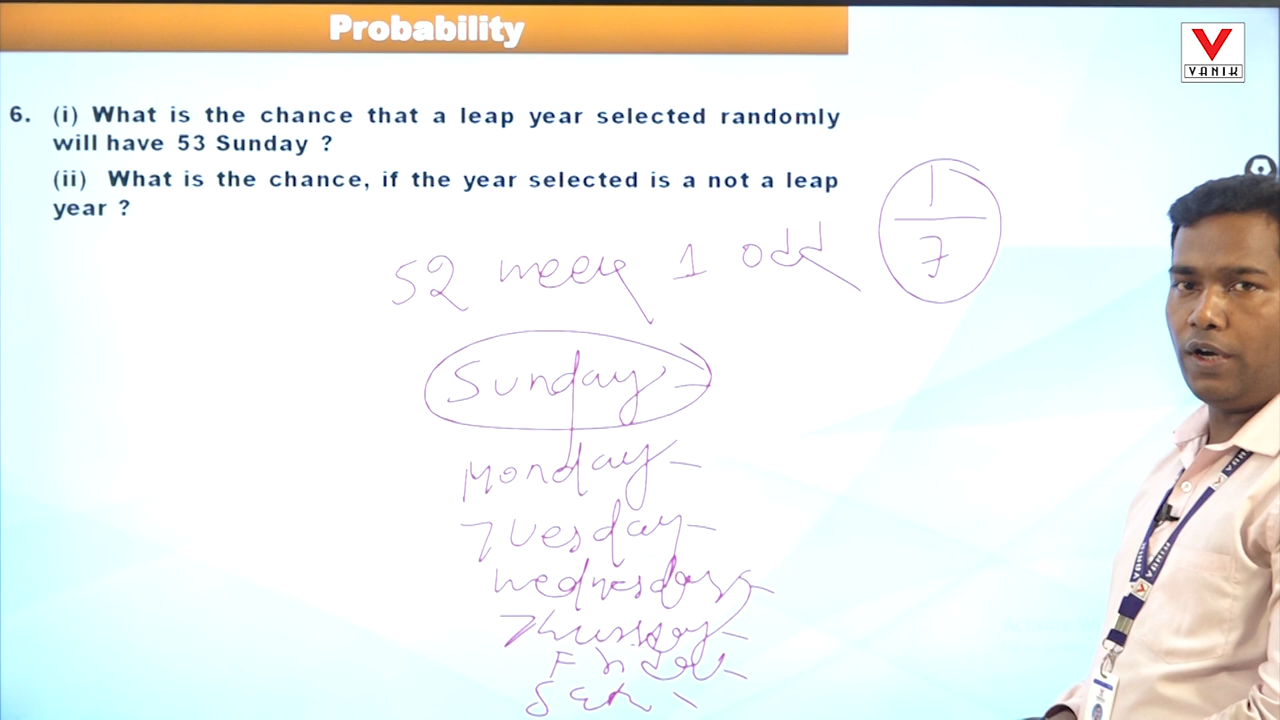 Probability
VANIK
6. (i) What is the chance that a leap year selected randomly
will have 53 Sunday ?
(ii) What is the chance, if the year selected is a not a leap
year ?
1
7
52 week 1 odd
Sunday
Monday
Tuesday
Wednesday
Thursday
VANIK